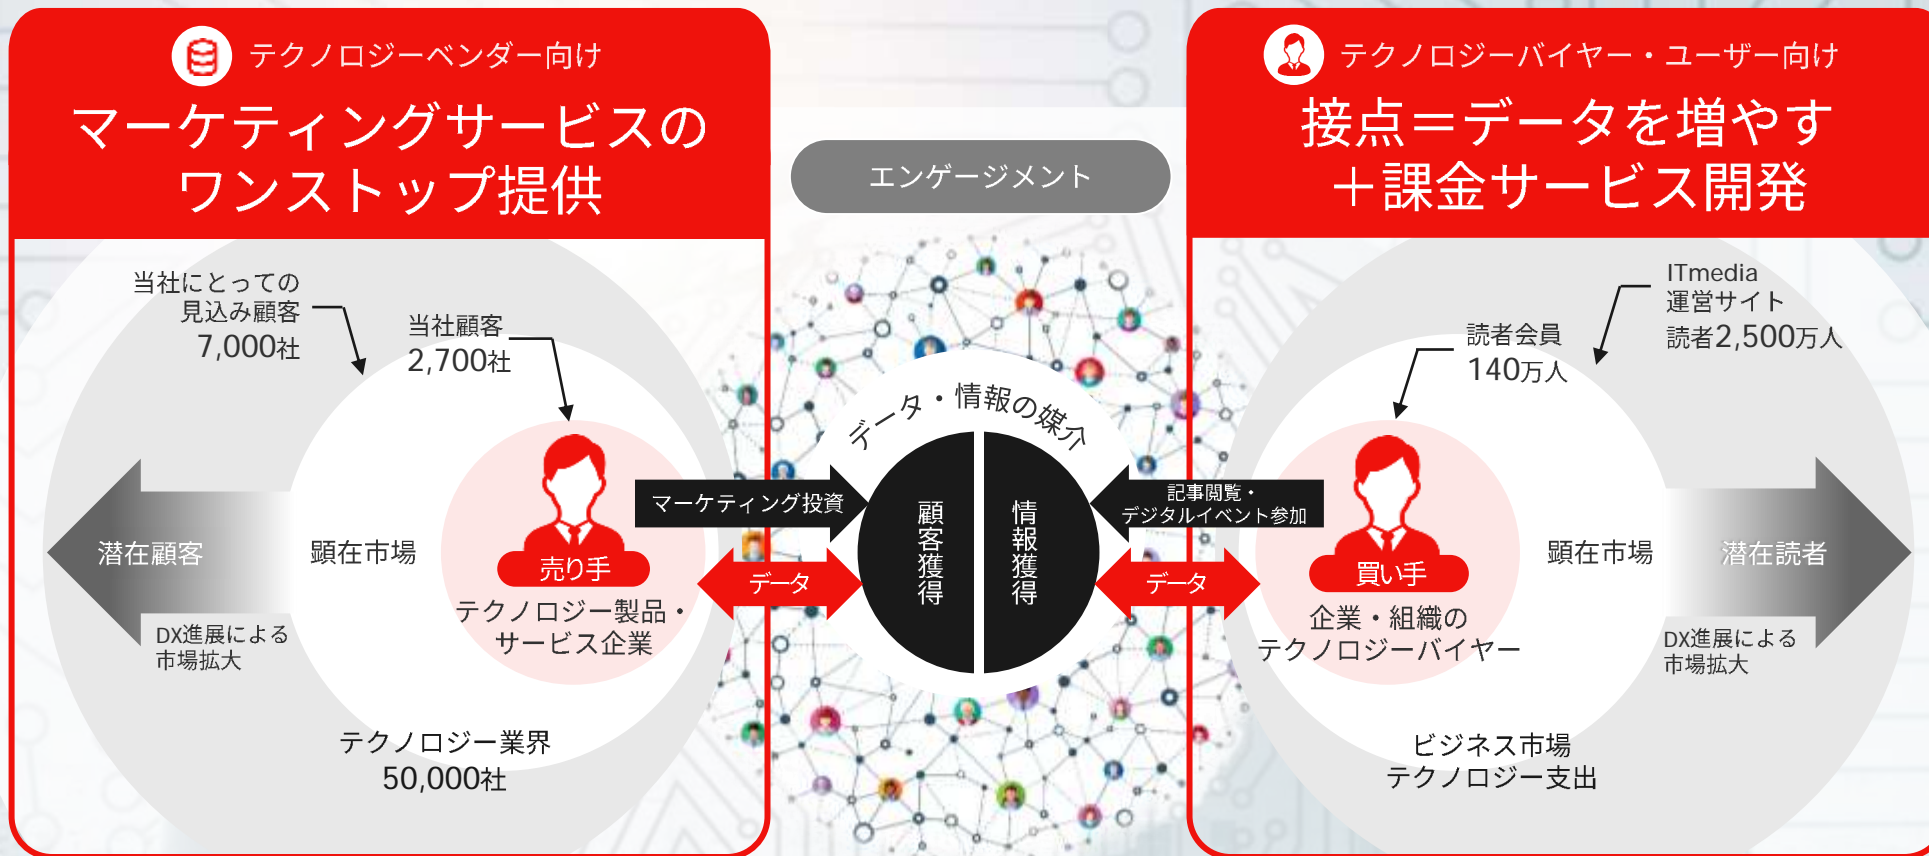 テクノロジーベンダー向け
マーケティングサービスの
ワンストップ提供
当社にとっての
見込み顧客
7,000社
当社顧客
2,700社
潜在顧客
顕在市場
売り手
テクノロジー製品・
サービス企業
DX進展による
市場拡大
テクノロジー業界
50,000社
エンゲージメント
データ・情報の媒介
マーケティング投資
データ
顧客獲得
情報獲得
記事閲覧・
デジタルイベント参加
データ
テクノロジーバイヤー・ユーザー向け
接点＝データを増やす
＋課金サービス開発
ITmedia
運営サイト
読者2,500万人
読者会員
140万人
買い手
企業・組織の
テクノロジーバイヤー
顕在市場
潜在読者
DX進展による
市場拡大
ビジネス市場
テクノロジー支出